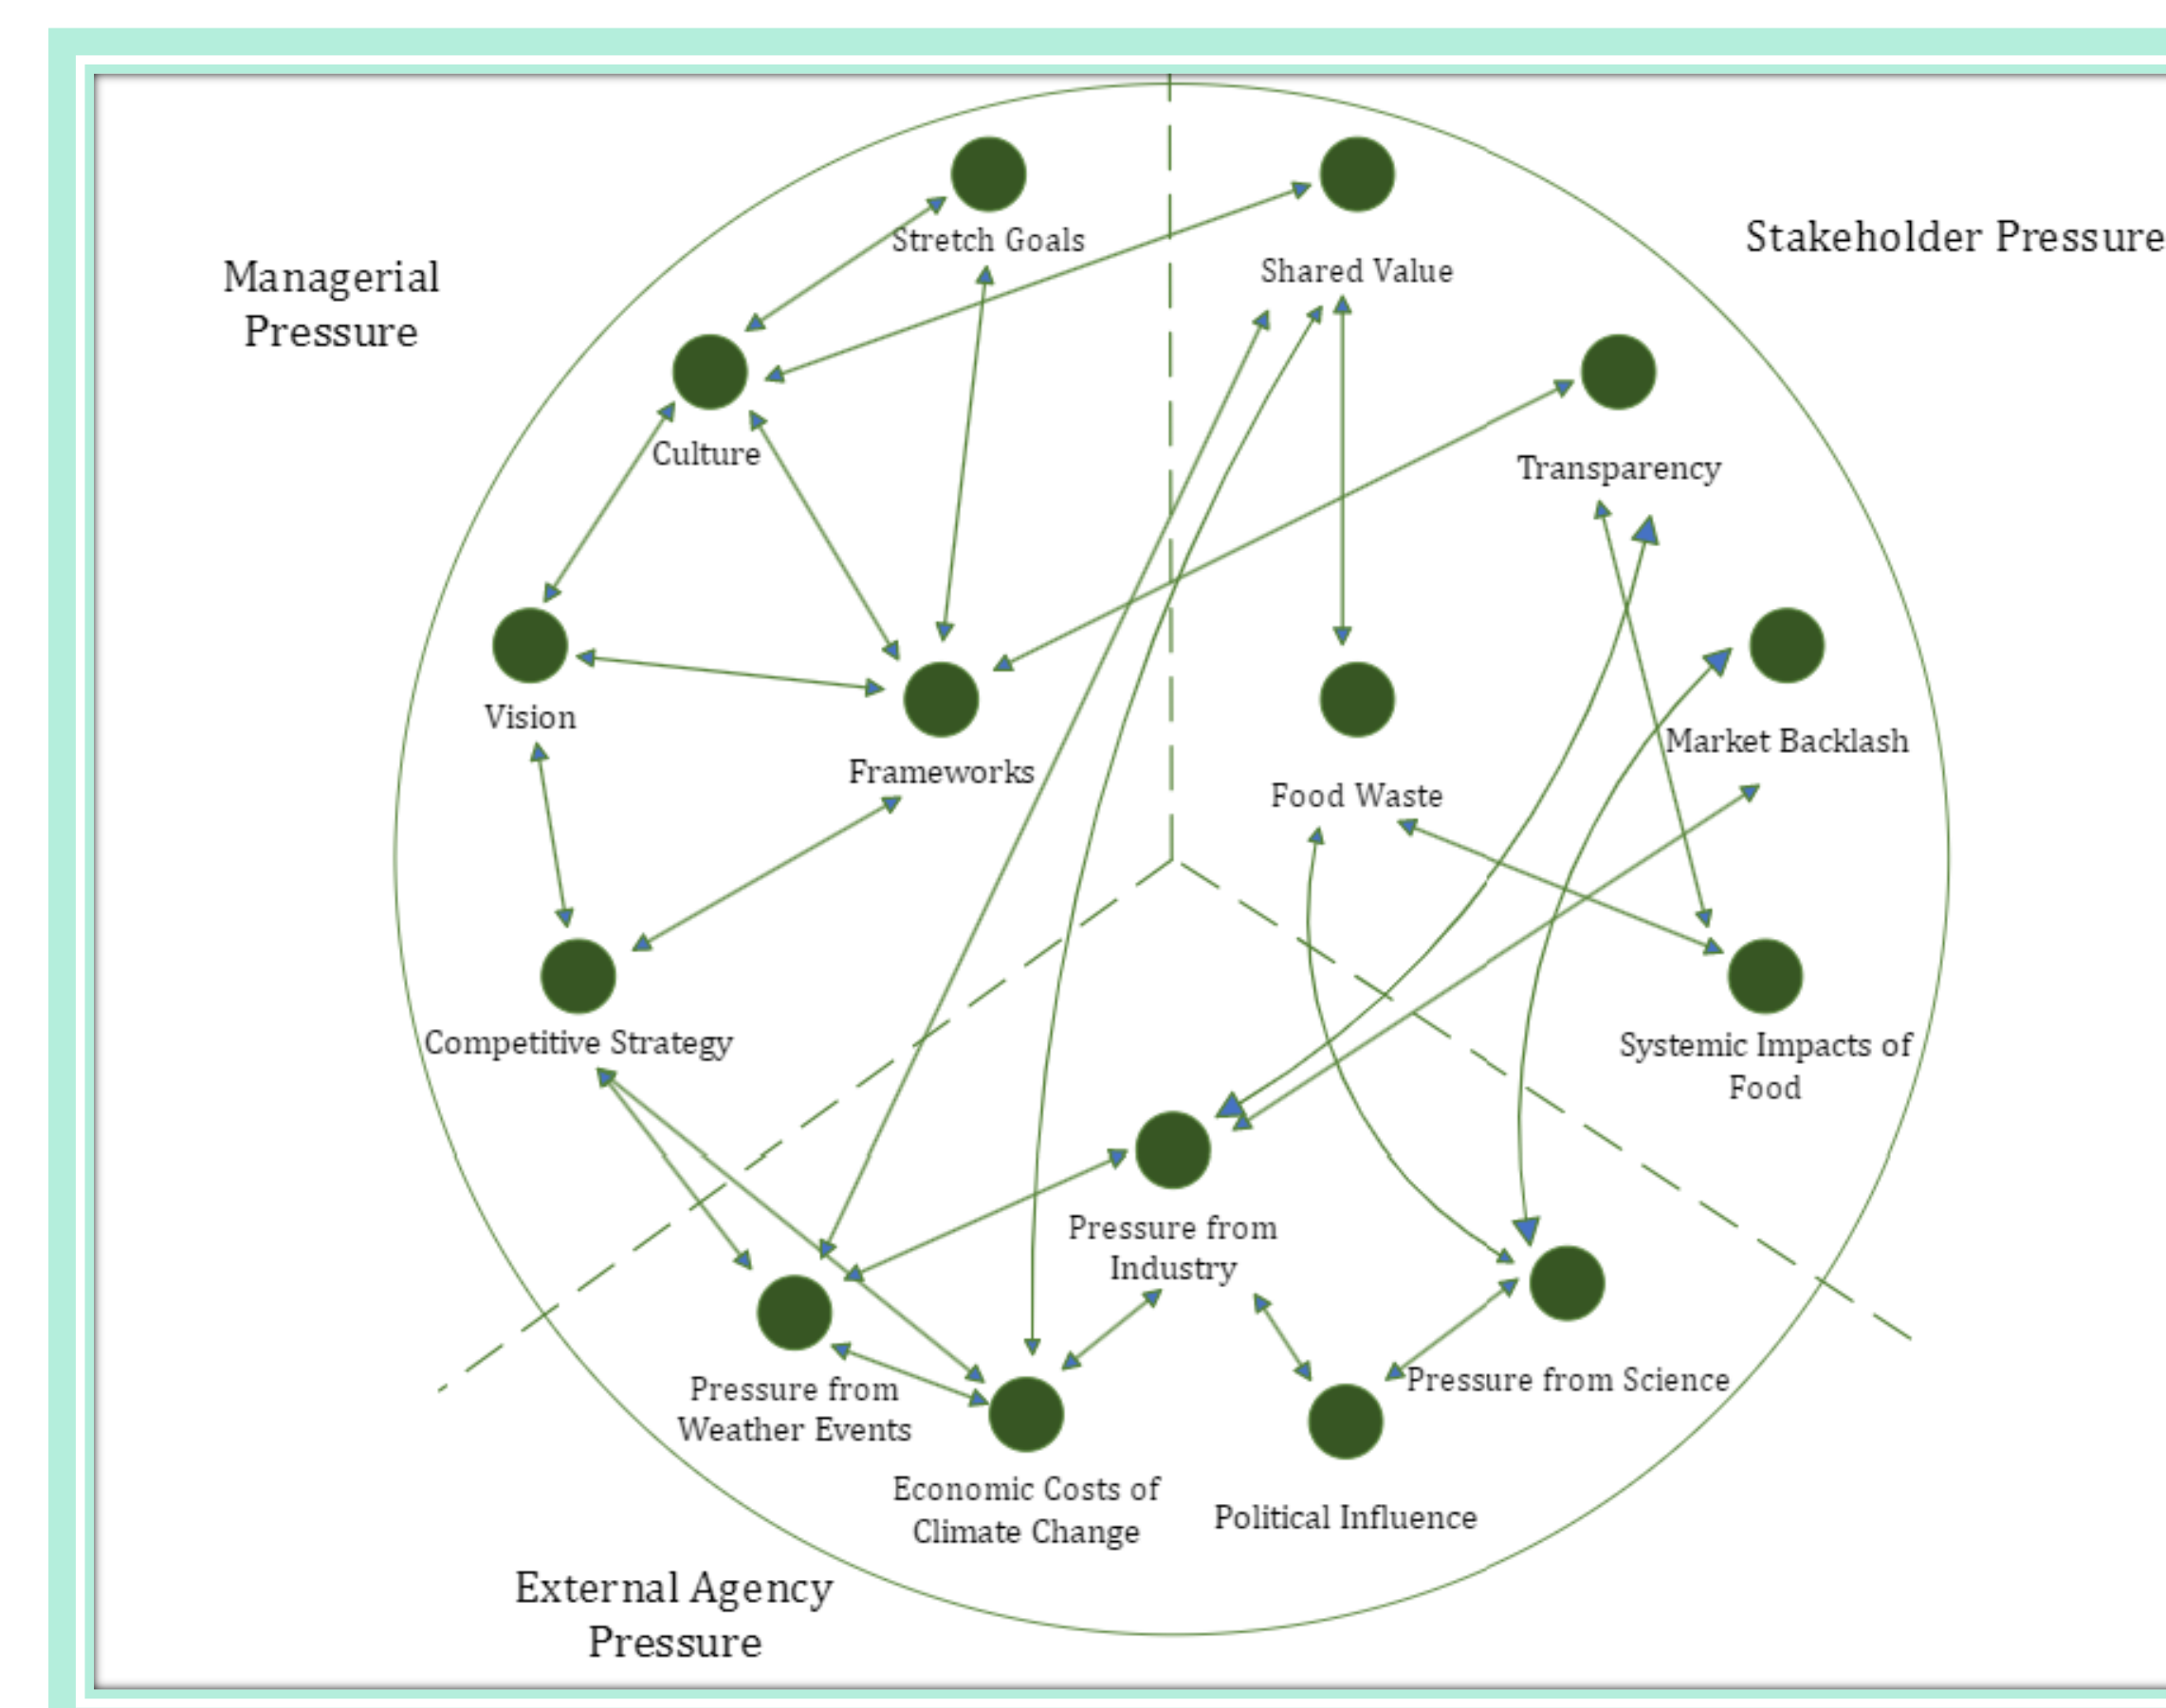 Stretch Goals
Stakeholder Pressure
Shared Value
Managerial
Pressure
Culture
Transparency
Vision
Market Backlash
Frameworks
Food Waste
Competitive Strategy
Systemic Impacts of
Food
Pressure from
Industry
Pressure from Science
Pressure from
Weather Events
Economic Costs of
Climate Change
Political Influence
External Agency
Pressure